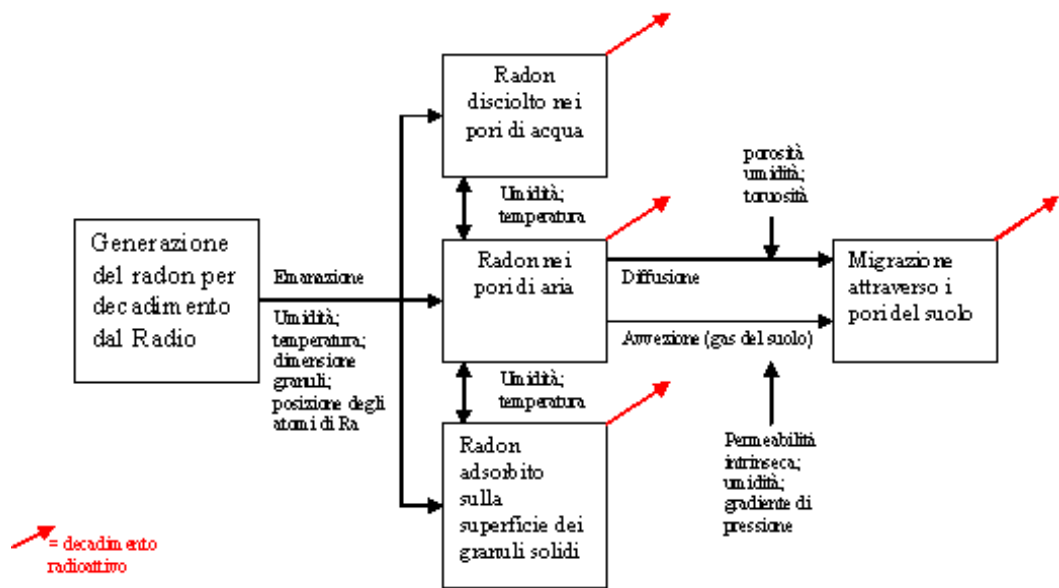 Radon
disciolto nei
pori di acqua
porosità
umidità;
toruosità
Umidità;
temperatura
Generazione
del radon per
decadimento
dal Radio
Emanazione
Umidità;
temperatura;
dimensione
granuli;
posizione degli
atomi di Ra
Radon nei
pori di aria
Diffusione
Avvezione (gas del suolo)
Migrazione
attraverso i
pori del suolo
Umidità;
temperatura
Radon
adsorbito
sulla
superficie dei
granuli solidi
Permeabilità
intrinseca;
umidità;
gradiente di
pressione
= decadimento
radioattivo